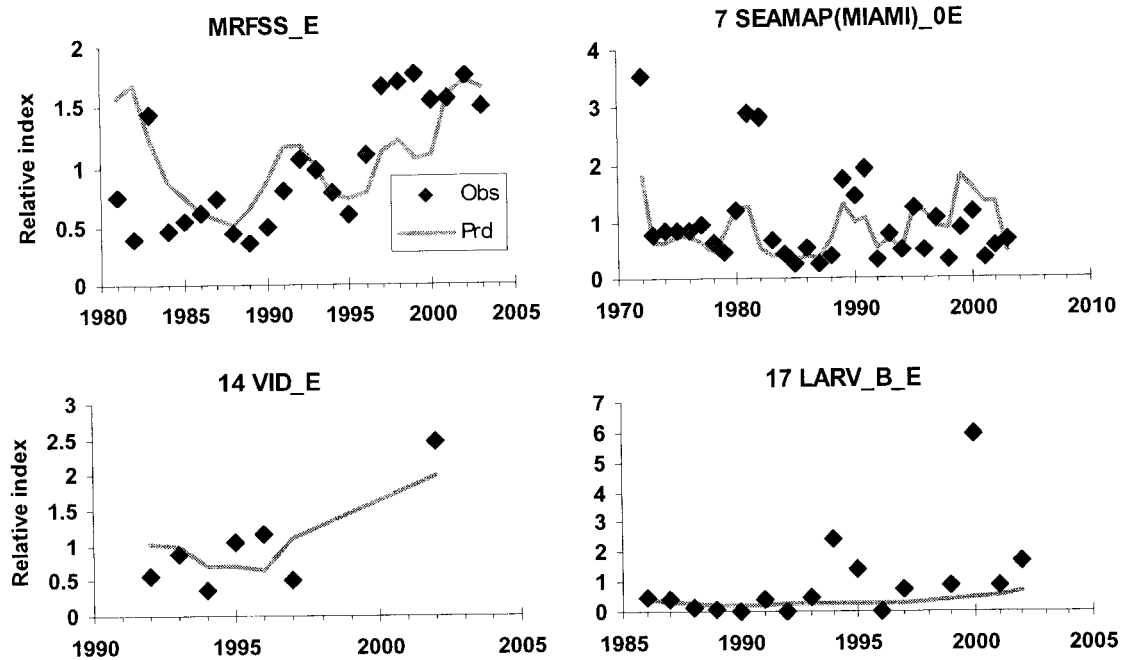 MRFSS_E
Relative index
2
1.5
1
0.5
0
Obs
Prd
1980 1985 1990 1995 2000 2005
7 SEAMAP(MIAMI)_0E
4
3
2
1
0
1970 1980 1990 2000 2010
14 VID_E
Relative index
3
2.5
2
1.5
1
0.5
0
1990 1995 2000 2005
17 LARV_B_E
7
6
5
4
3
2
1
0
1985 1990 1995 2000 2005